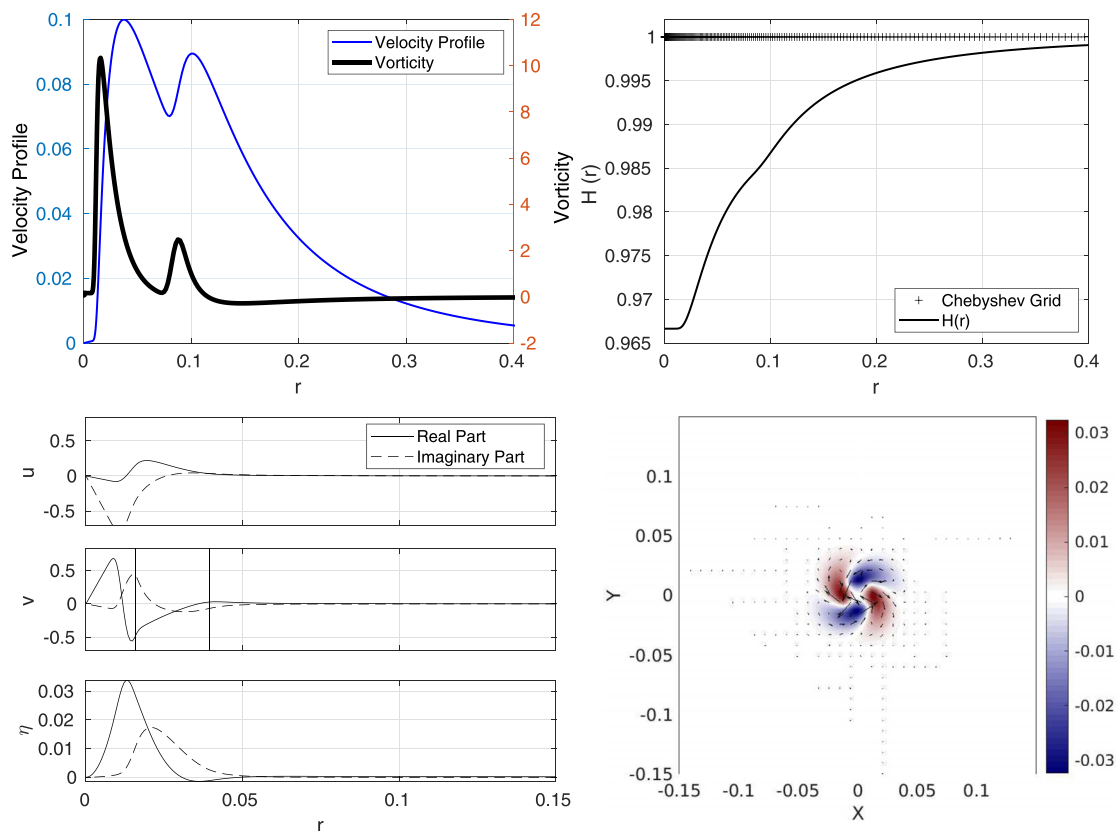 0.1
0.08
0.06
0.04
0.02
0
Velocity Profile
12
10
8
6
4
2
0
-2
Vorticity
Velocity Profile
Vorticity
0 0.1 0.2 0.3 0.4
r
1
0.995
0.99
0.985
0.98
0.975
0.97
0.965
H (r)
Chebyshev Grid
H(r)
0 0.1 0.2 0.3 0.4
r
0.5
0
-0.5
u
Real Part
Imaginary Part
0.5
0
-0.5
v
0.03
0.02
0.01
0
η
0 0.05 0.1 0.15
r
0.1
0.05
0
-0.05
-0.1
-0.15
Y
-0.15 -0.1 -0.05 0 0.05 0.1
X
0.03
0.02
0.01
0
-0.01
-0.02
-0.03